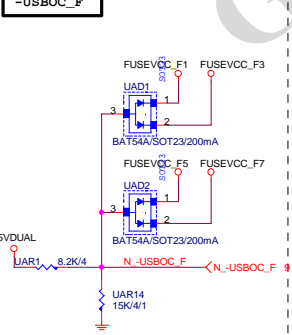 -USBOC_F
FUSEVCC_F1
FUSEVCC_F3
SOT23
UAD1
1
3
2
BAT54A/SOT23/200mA
FUSEVCC_F5
FUSEVCC_F7
SOT23
UAD2
1
3
2
BAT54A/SOT23/200mA
5VDUAL
UAR1
8.2K/4
N_-USBOC_F
N_-USBOC_F 9
UAR14
15K/4/1